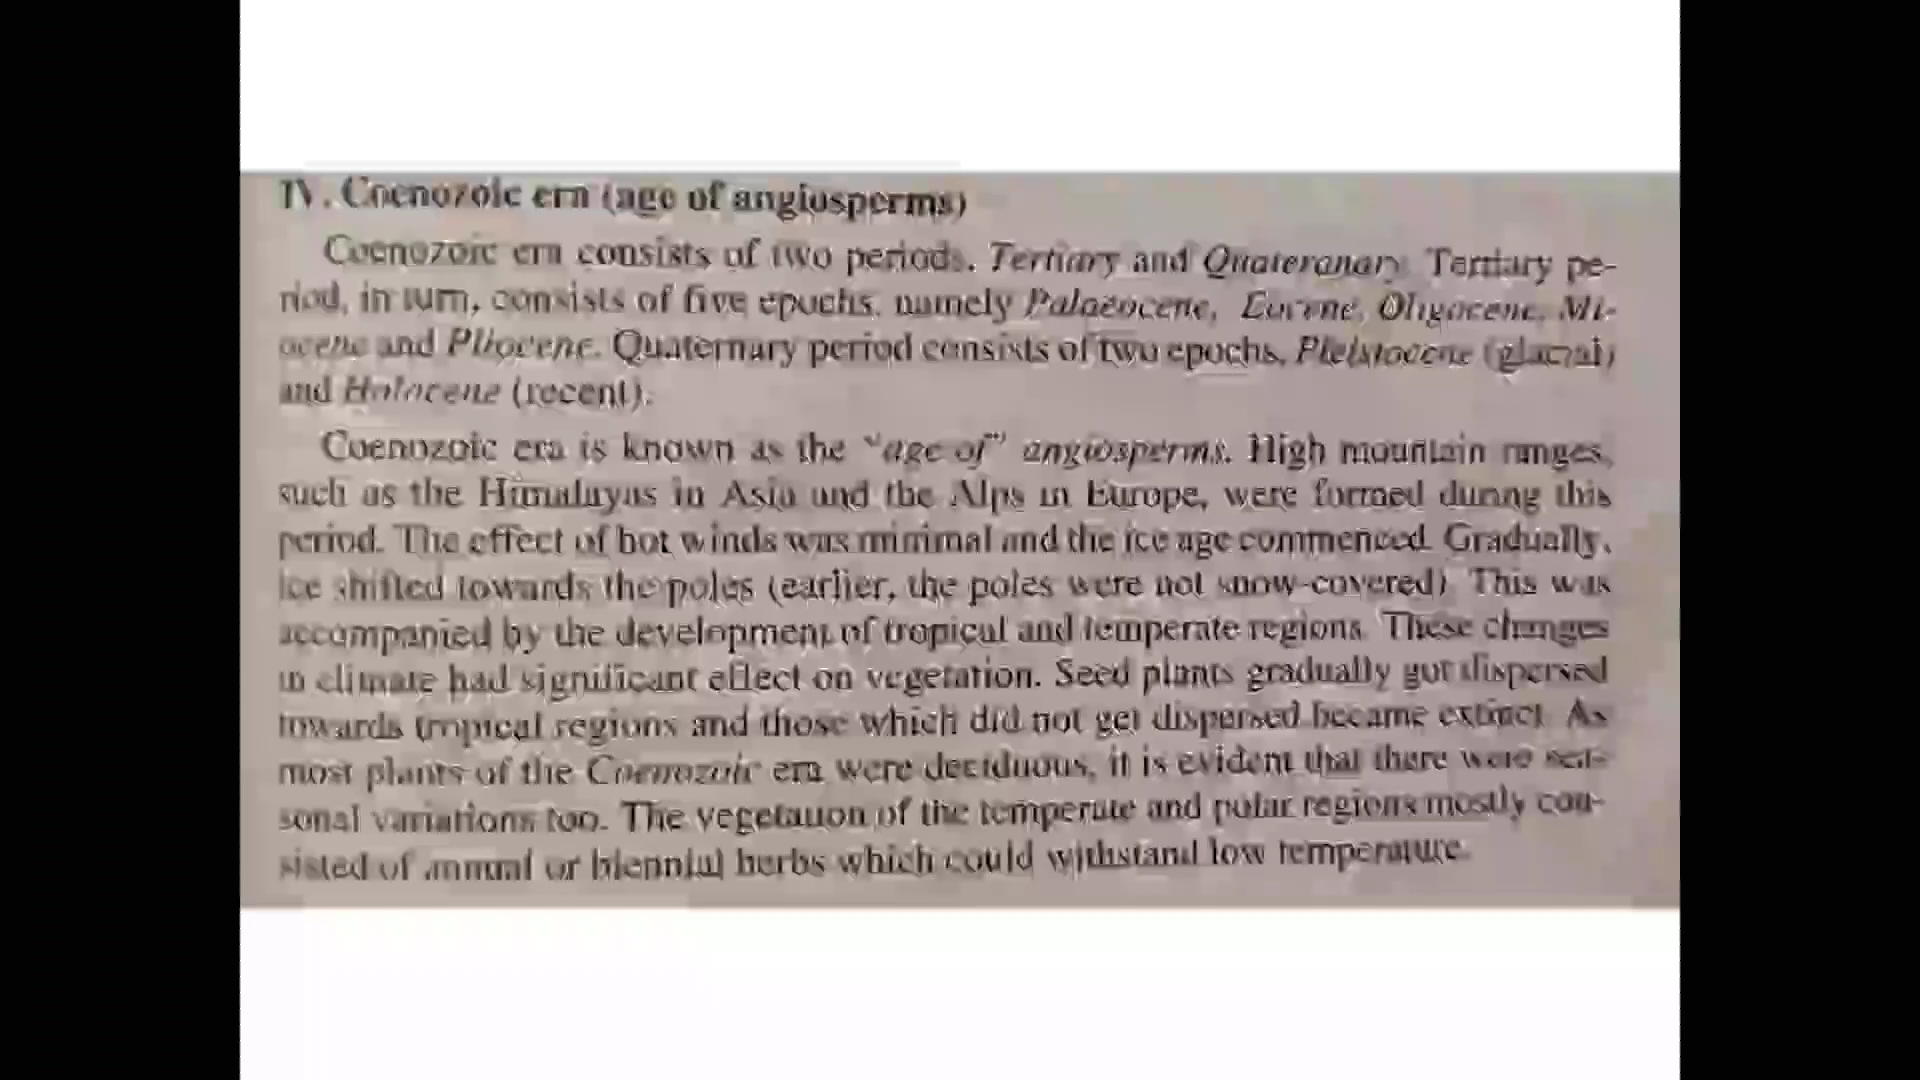 IV. Coenozoic era (age of angiosperms)
Coenozoic era consists of two periods, Tertiary and Quateranary. Tertiary pe-
riod, in turn, consists of five epochs, namely Palaeocene, Eocene, Oligocene, Mi-
ocene and Pliocene. Quaternary period consists of two epochs, Pleistocene (glacial)
and Holocene (recent).
Coenozoic era is known as the "age of" angiosperms. High mountain ranges,
such as the Himalayas in Asia and the Alps in Europe, were formed during this
period. The effect of hot winds was minimal and the ice age commenced. Gradually,
ice shifted towards the poles (earlier, the poles were not snow-covered). This was
accompanied by the development of tropical and temperate regions. These changes
in climate had significant effect on vegetation. Seed plants gradually got dispersed
towards tropical regions and those which did not get dispersed became extinct. As
most plants of the Coenozoic era were deciduous, it is evident that there were sea-
sonal variations too. The vegetation of the temperate and polar regions mostly con-
sisted of annual or biennial herbs which could withstand low temperature.